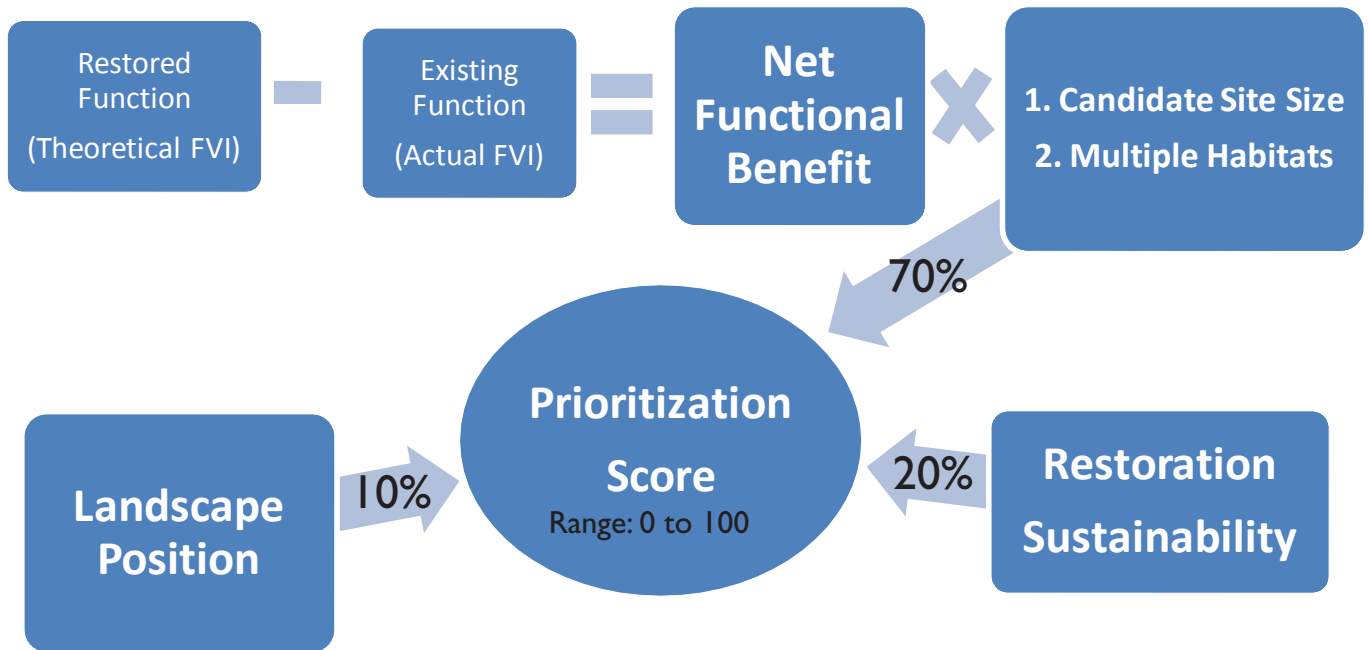 Restored
Function
(Theoretical FVI)
Existing
Function
(Actual FVI)
Net
Functional
Benefit
1. Candidate Site Size
2. Multiple Habitats
70%
Prioritization
Score
Range: 0 to 100
Landscape
Position
10%
20%
Restoration
Sustainability